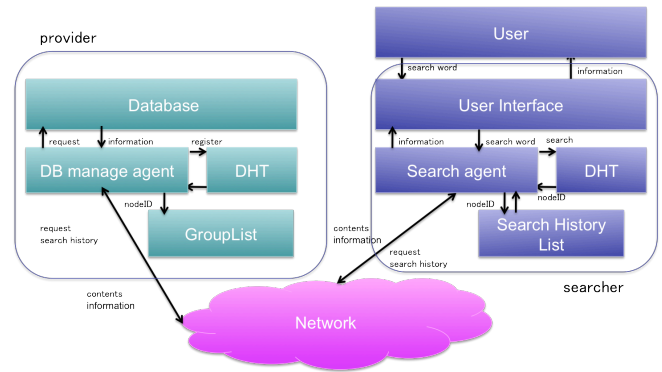 provider
User
search word
information
Database
User Interface
request
information
register
information
search word
search
DB manage agent
DHT
Search agent
DHT
nodeID
nodeID
nodeID
GroupList
Search History
List
request
search history
contents
information
request
search history
contents
information
searcher
Network